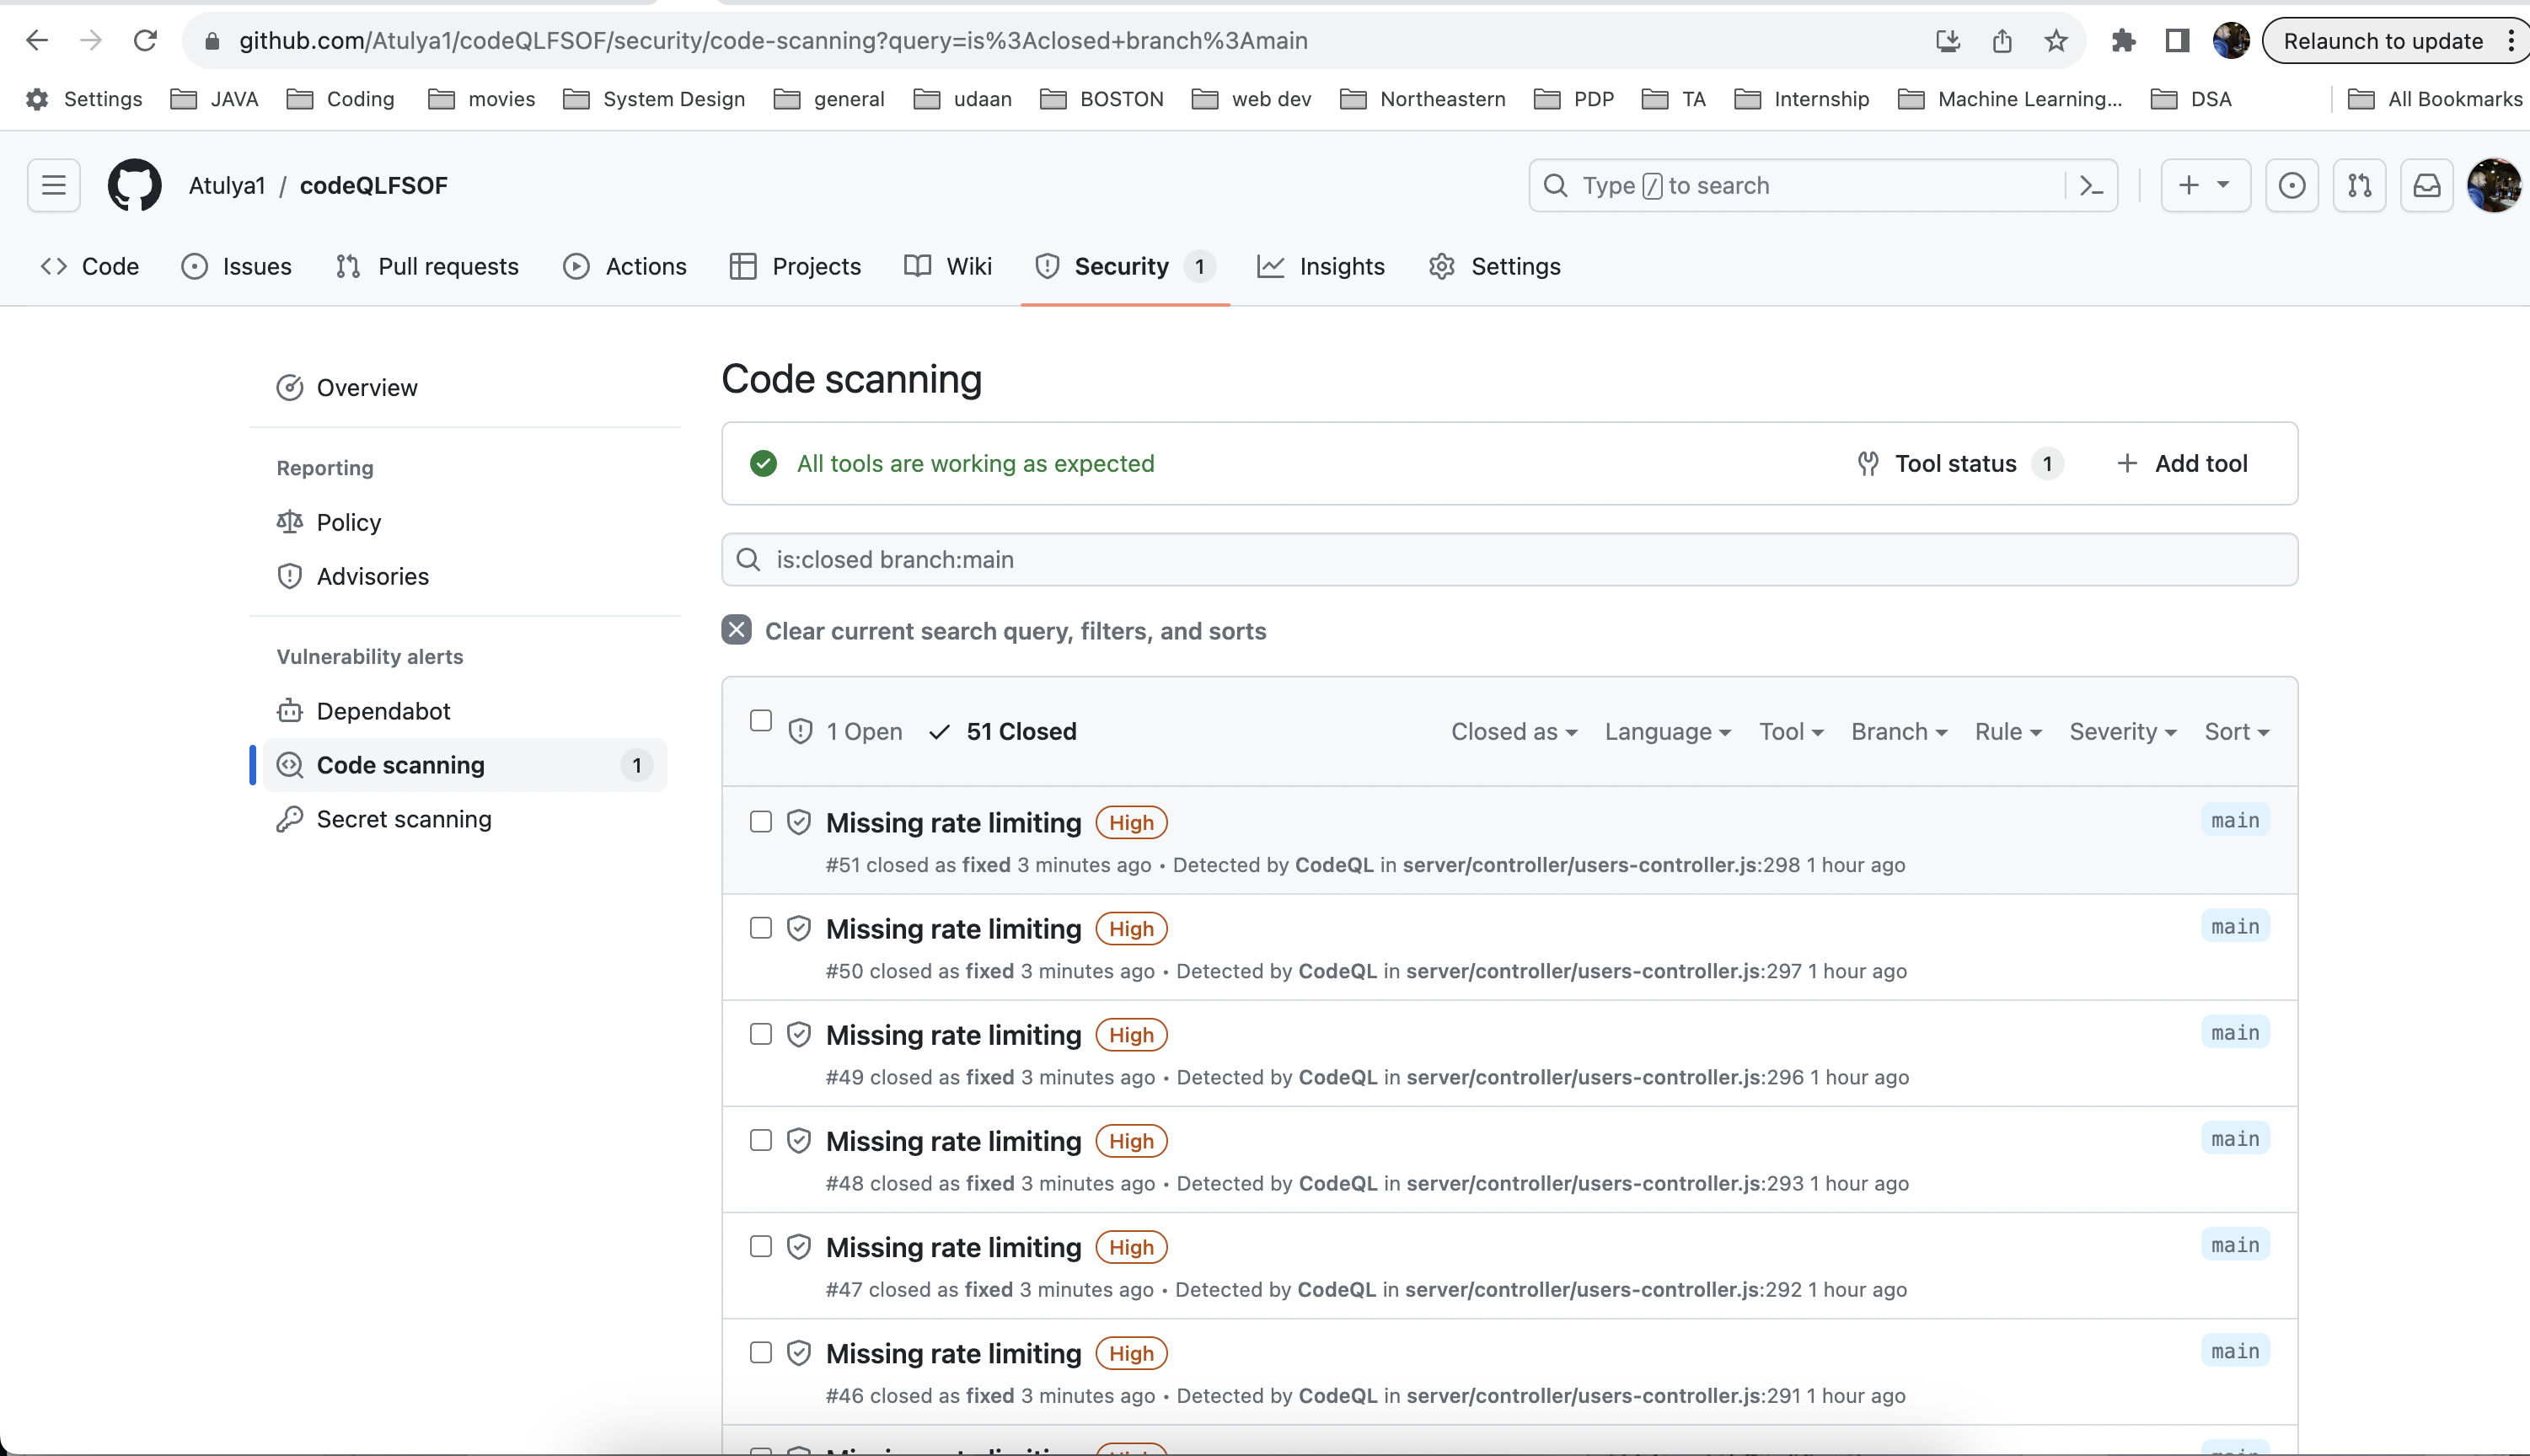 github.com/Atulya1/codeQLFSOF/security/code-scanning?query=is%3Aclosed+branch%3Amain Relaunch to update
Settings JAVA Coding movies System Design general udaan BOSTON web dev Northeastern PDP TA Internship Machine Learning... DSA All Bookmarks
Atulya1 / codeQLFSOF Type / to search
Code Issues Pull requests Actions Projects Wiki Security 1 Insights Settings
Overview
Reporting
Policy
Advisories
Vulnerability alerts
Dependabot
Code scanning 1
Secret scanning
Code scanning
All tools are working as expected Tool status 1 Add tool
is:closed branch:main
Clear current search query, filters, and sorts
1 Open 51 Closed Closed as Language Tool Branch Rule Severity Sort
Missing rate limiting High main
#51 closed as fixed 3 minutes ago • Detected by CodeQL in server/controller/users-controller.js:298 1 hour ago
Missing rate limiting High main
#50 closed as fixed 3 minutes ago • Detected by CodeQL in server/controller/users-controller.js:297 1 hour ago
Missing rate limiting High main
#49 closed as fixed 3 minutes ago • Detected by CodeQL in server/controller/users-controller.js:296 1 hour ago
Missing rate limiting High main
#48 closed as fixed 3 minutes ago • Detected by CodeQL in server/controller/users-controller.js:293 1 hour ago
Missing rate limiting High main
#47 closed as fixed 3 minutes ago • Detected by CodeQL in server/controller/users-controller.js:292 1 hour ago
Missing rate limiting High main
#46 closed as fixed 3 minutes ago • Detected by CodeQL in server/controller/users-controller.js:291 1 hour ago